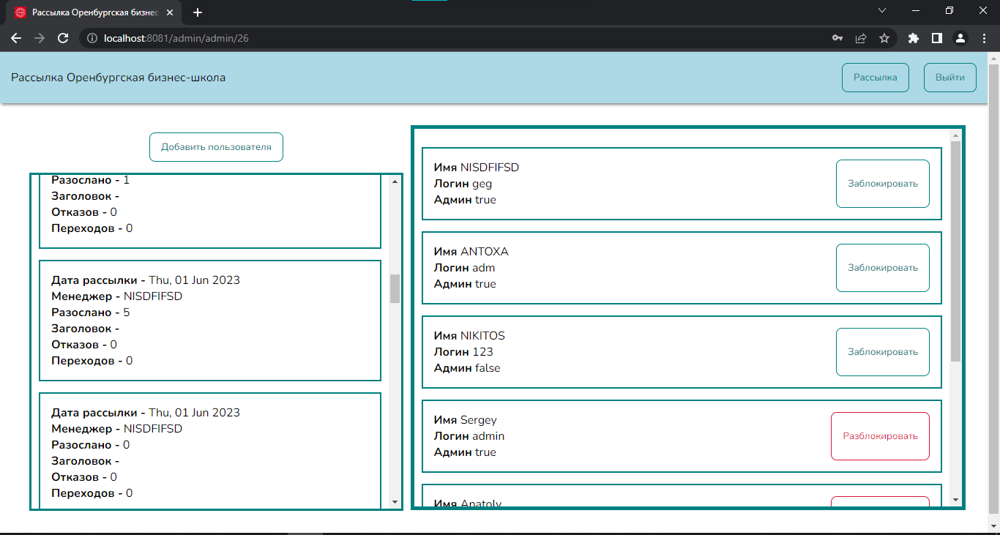 Рассылка Оренбургская бизнес
localhost:8081/admin/admin/26
Рассылка Оренбургская бизнес-школа
Рассылка
Выйти
Добавить пользователя
Разослано - 1
Заголовок -
Отказов - 0
Переходов - 0
Дата рассылки - Thu, 01 Jun 2023
Менеджер - NISDFIFSD
Разослано - 5
Заголовок -
Отказов - 0
Переходов - 0
Дата рассылки - Thu, 01 Jun 2023
Менеджер - NISDFIFSD
Разослано - 0
Заголовок -
Отказов - 0
Переходов - 0
Имя NISDFIFSD
Логин geg
Админ true
Заблокировать
Имя ANTOXA
Логин adm
Админ true
Заблокировать
Имя NIKITOS
Логин 123
Админ false
Заблокировать
Имя Sergey
Логин admin
Админ true
Разблокировать
Имя Anatoly